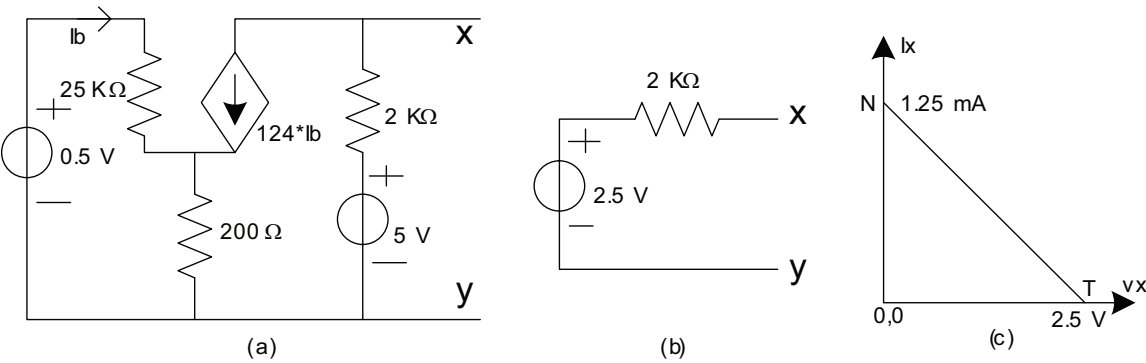 Ib
25 KΩ
+
0.5 V
—
124*Ib
200 Ω
x
2 KΩ
+
5 V
—
y
(a)
2 KΩ
x
+
2.5 V
—
y
(b)
Ix
N
1.25 mA
T
vx
0,0
2.5 V
(c)